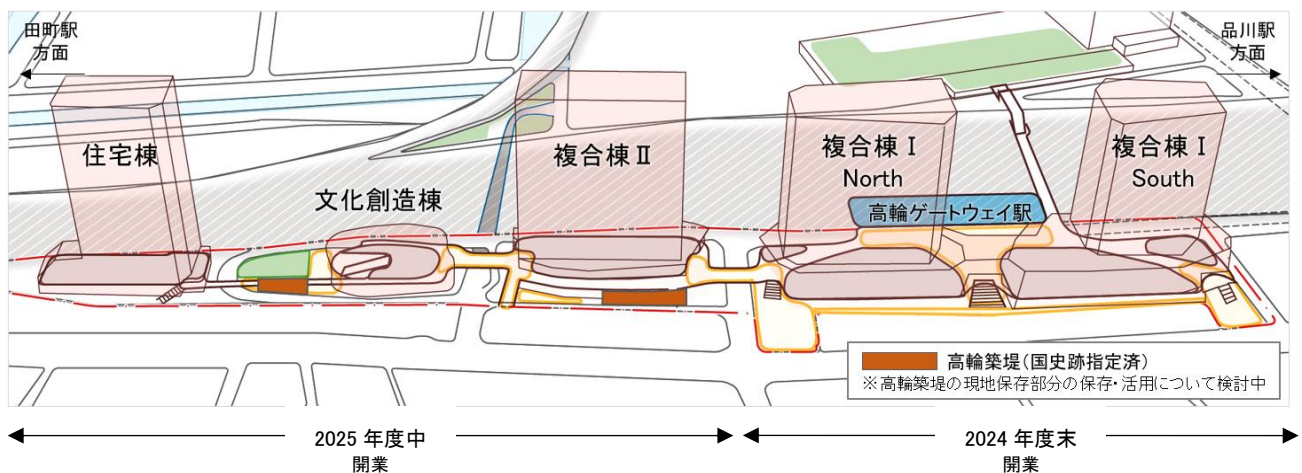 田町駅
方面
品川駅
方面
住宅棟
文化創造棟
複合棟Ⅱ
複合棟Ⅰ
North
複合棟Ⅰ
South
高輪ゲートウェイ駅
高輪築堤(国史跡指定済)
※高輪築堤の現地保存部分の保存・活用について検討中
2025 年度中
開業
2024 年度末
開業